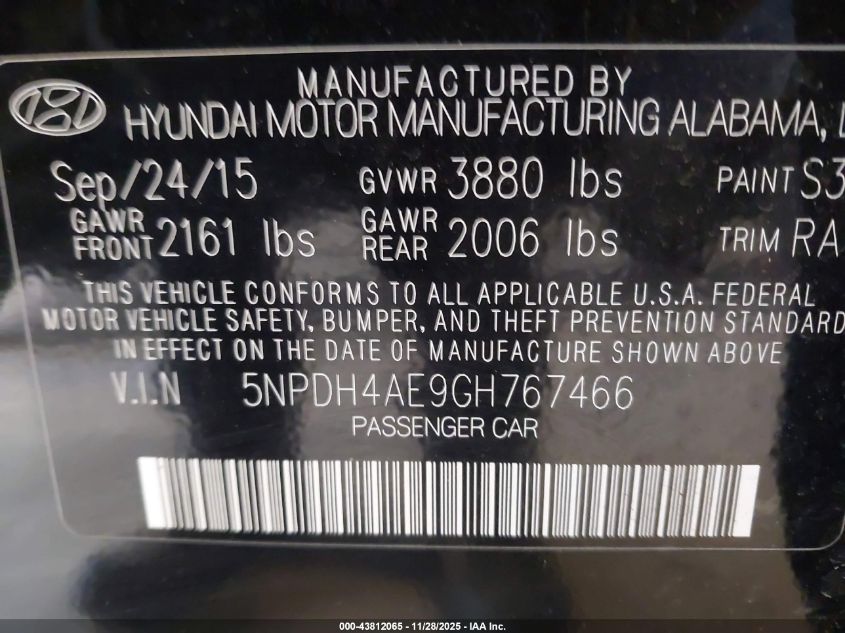 MANUFACTURED BY
HYUNDAI MOTOR MANUFACTURING ALABAMA, L
Sep/24/15 GVWR 3880 lbs PAINT S3
GAWR FRONT 2161 lbs GAWR REAR 2006 lbs TRIM RA
THIS VEHICLE CONFORMS TO ALL APPLICABLE U.S.A. FEDERAL
MOTOR VEHICLE SAFETY, BUMPER, AND THEFT PREVENTION STANDARD
IN EFFECT ON THE DATE OF MANUFACTURE SHOWN ABOVE
V.I.N 5NPDH4AE9GH767466
PASSENGER CAR
000-43812065 | 11/28/2025 - IAA Inc.